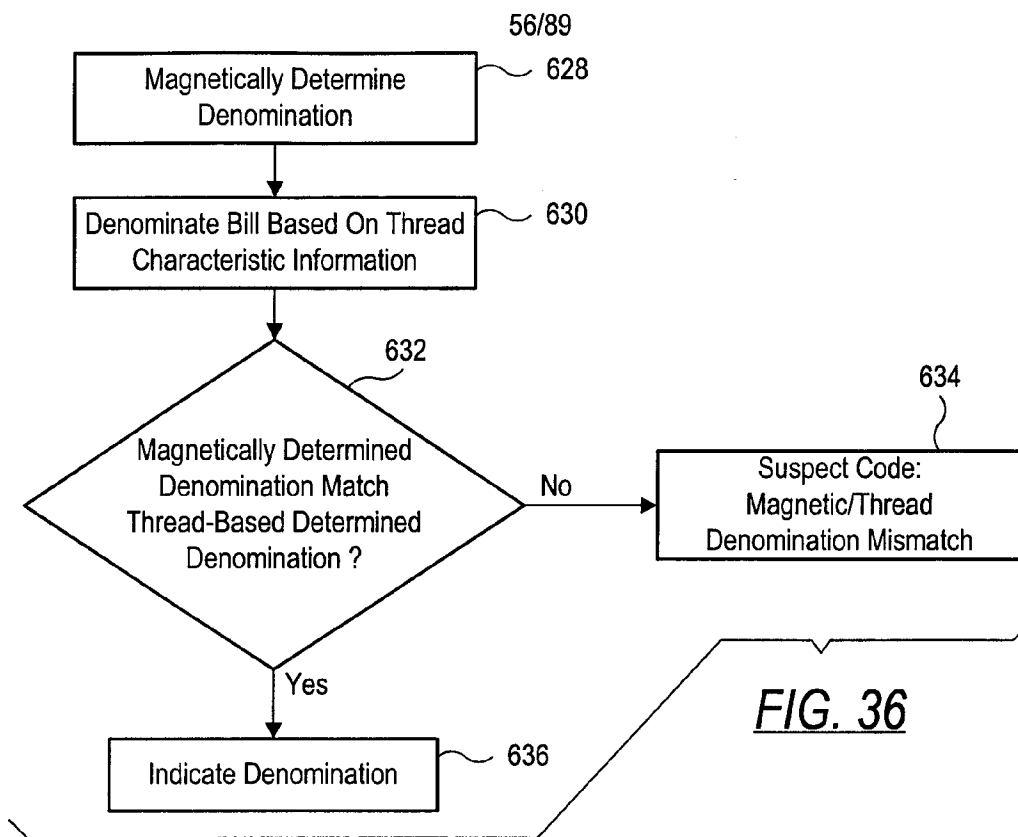 56/89
Magnetically Determine
Denomination
628
Denominate Bill Based On Thread
Characteristic Information
630
632
Magnetically Determined
Denomination Match
Thread-Based Determined
Denomination ?
No
634
Suspect Code:
Magnetic/Thread
Denomination Mismatch
Yes
Indicate Denomination
636
FIG. 36